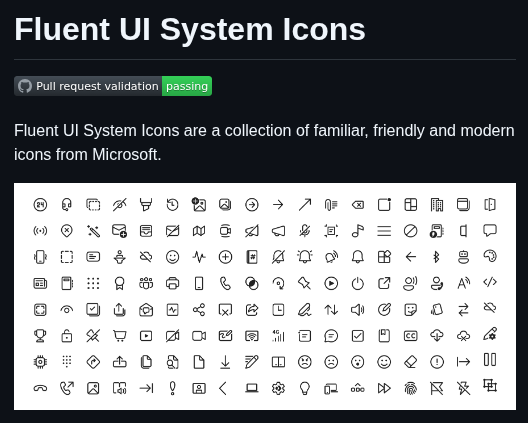 Fluent UI System Icons
Pull request validation passing
Fluent UI System Icons are a collection of familiar, friendly and modern
icons from Microsoft.